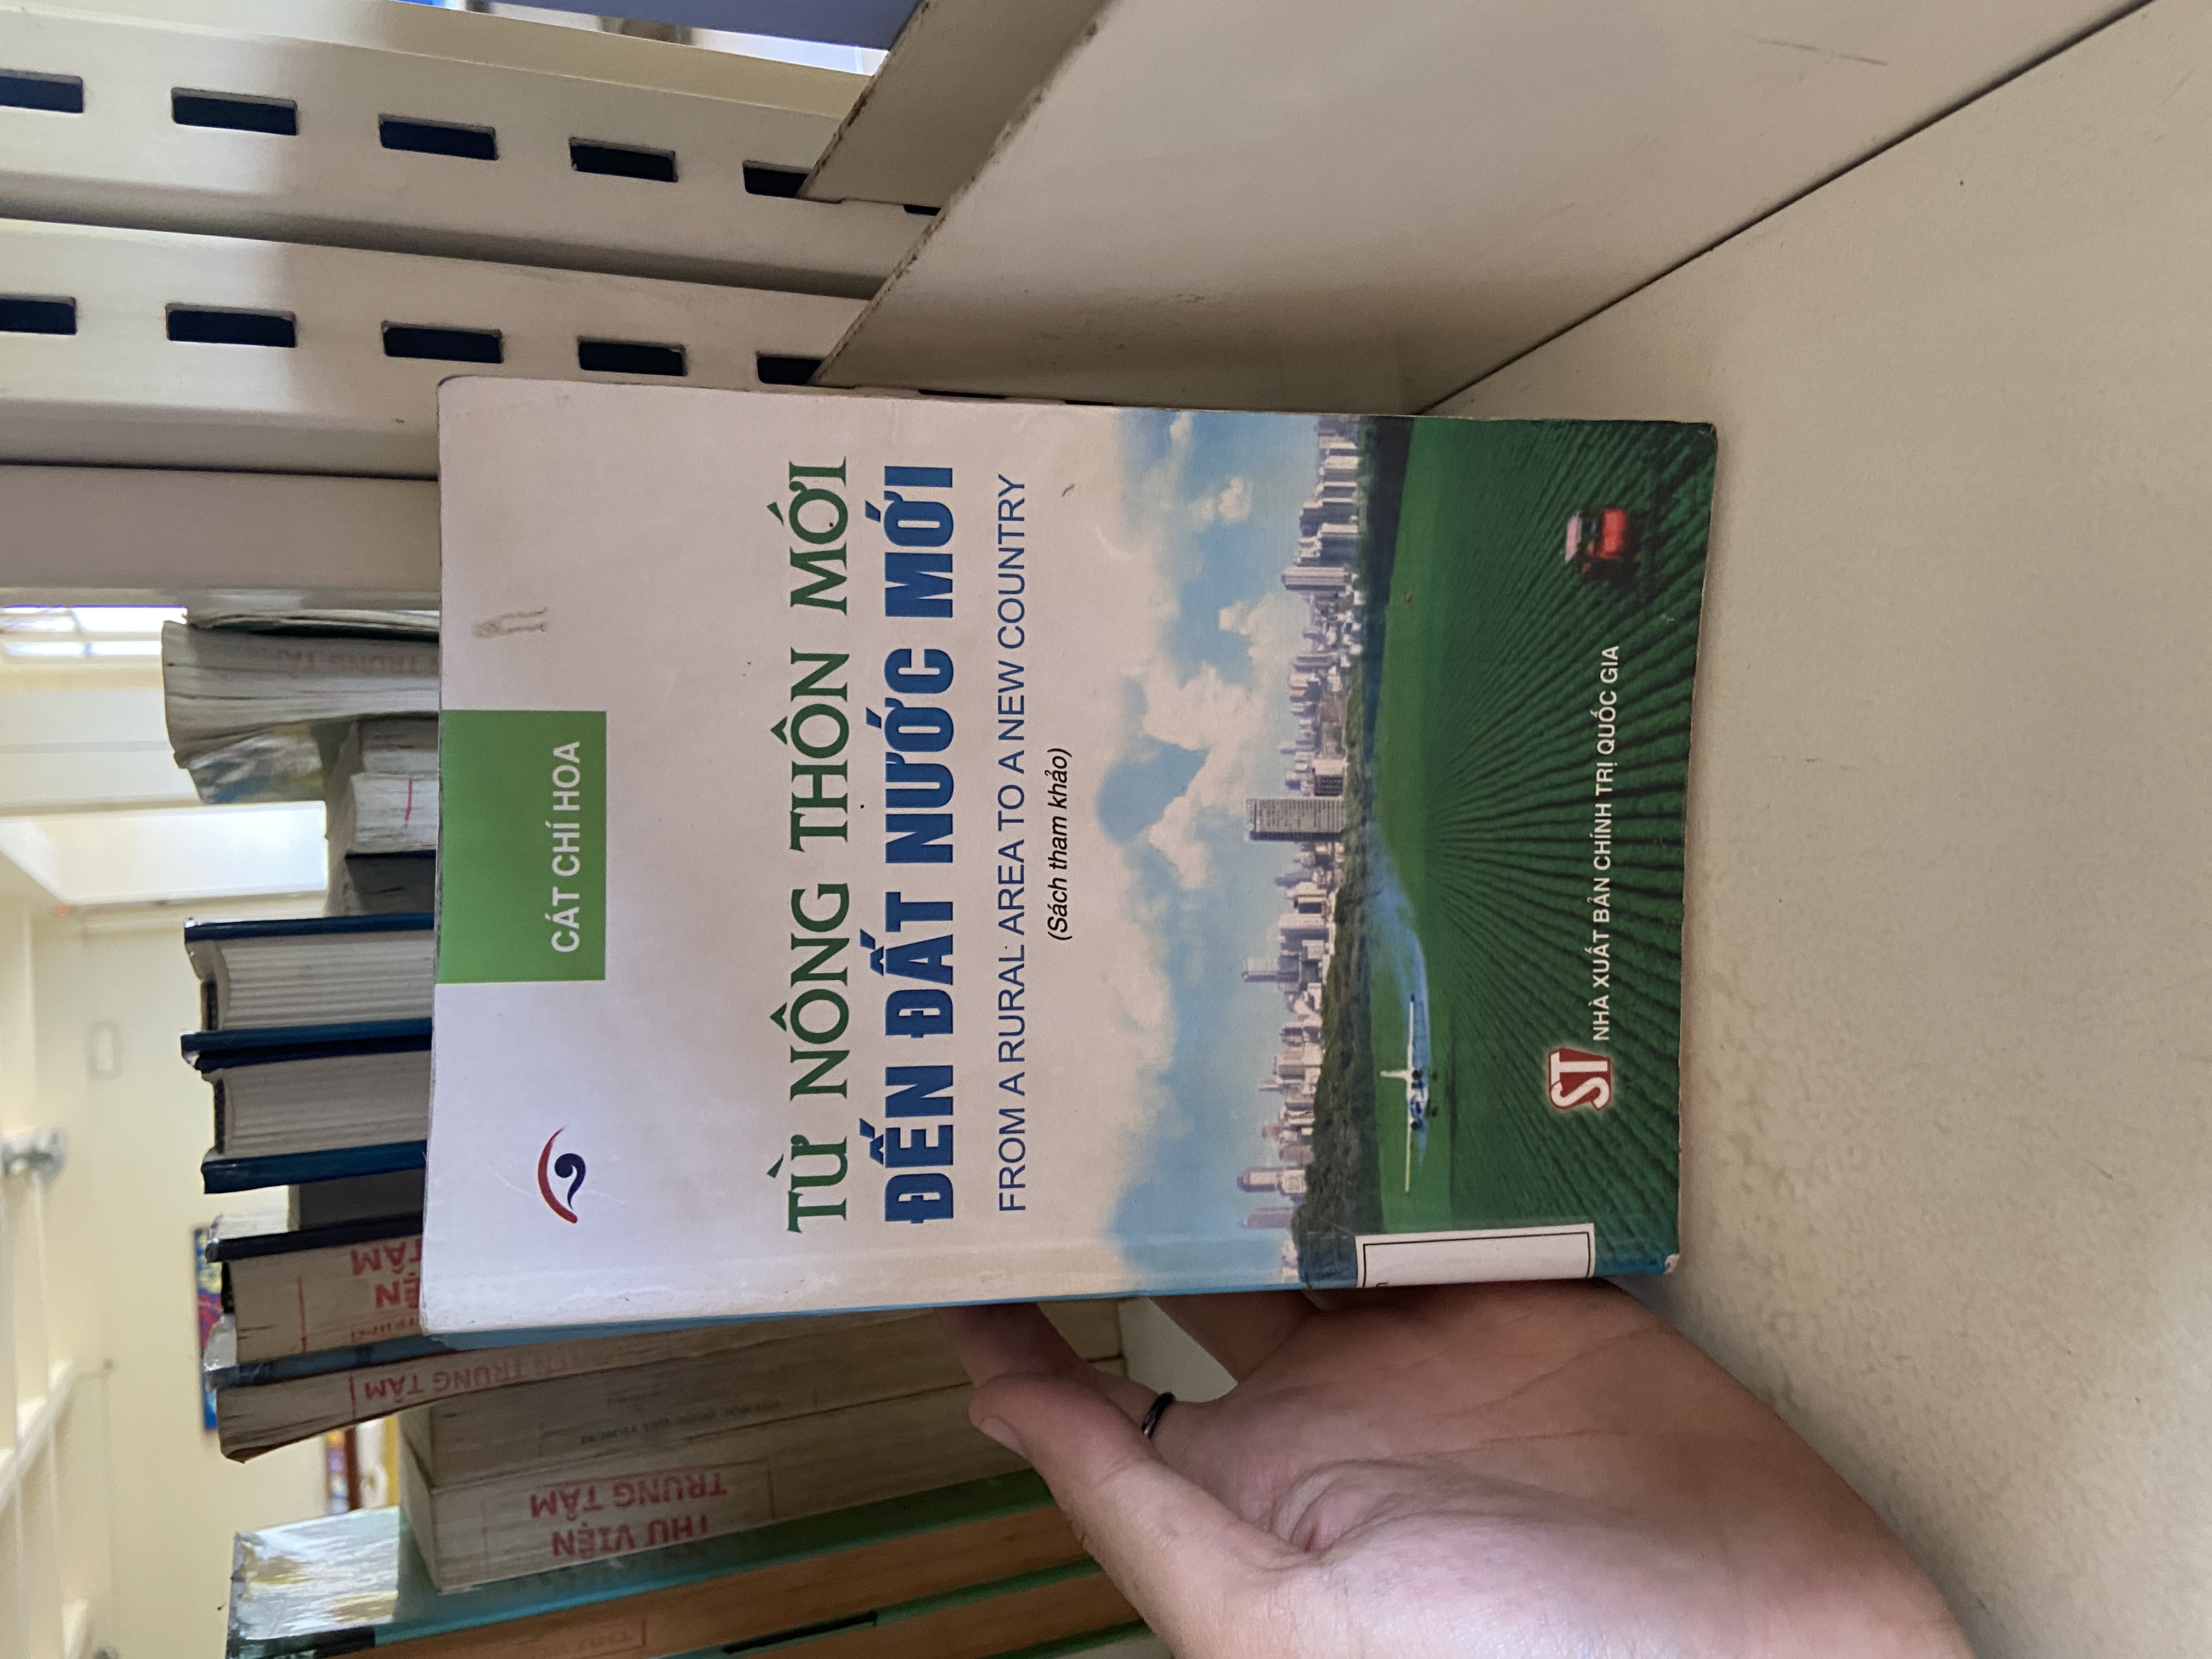 CÁT CHÍ HOA
TỪ NÔNG THÔN MỚI
ĐẾN ĐẤT NƯỚC MỚI
FROM A RURAL AREA TO A NEW COUNTRY
(Sách tham khảo)
ST NHÀ XUẤT BẢN CHÍNH TRỊ QUỐC GIA
THƯ VIỆN
TRUNG TÂM
TRUNG TÂM
TÂM